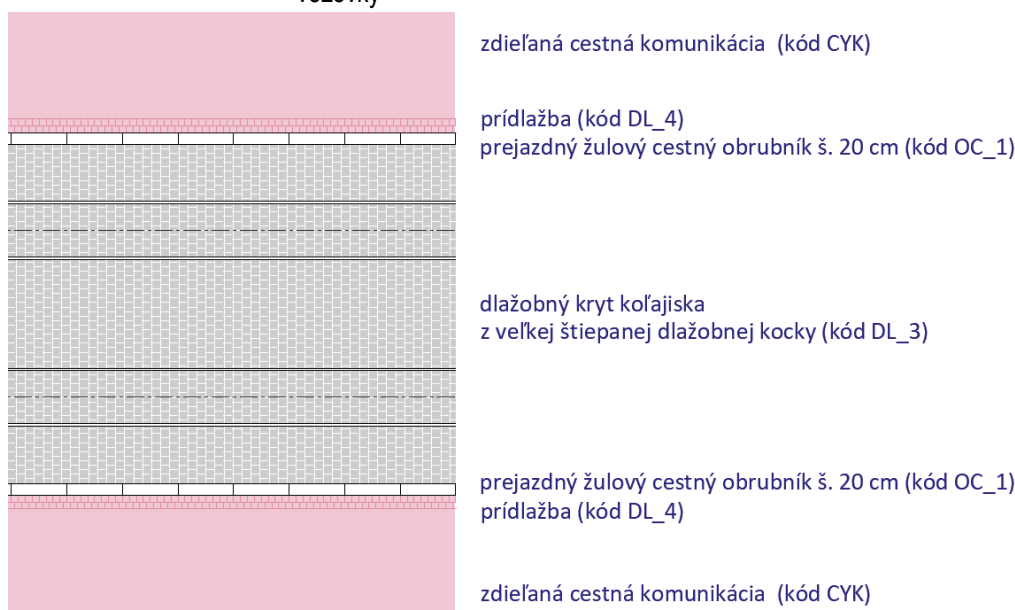 zdieľaná cestná komunikácia (kód CYK)
prídlažba (kód DL_4)
prejazdný žulový cestný obrubník š. 20 cm (kód OC_1)
dlažobný kryt koľajiska
z veľkej štiepanej dlažobnej kocky (kód DL_3)
prejazdný žulový cestný obrubník š. 20 cm (kód OC_1)
prídlažba (kód DL_4)
zdieľaná cestná komunikácia (kód CYK)